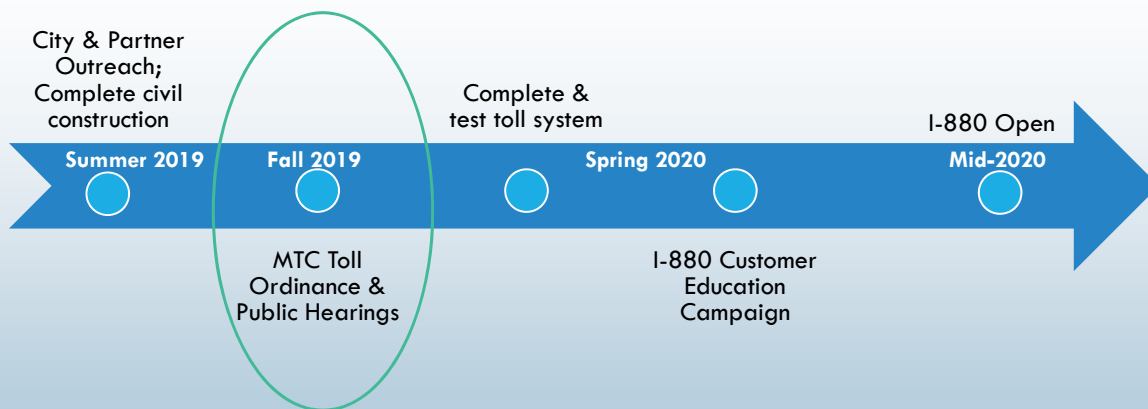 City & Partner
Outreach;
Complete civil
construction
Complete &
test toll system
I-880 Open
Summer 2019
Fall 2019
Spring 2020
Mid-2020
MTC Toll
Ordinance &
Public Hearings
I-880 Customer
Education
Campaign